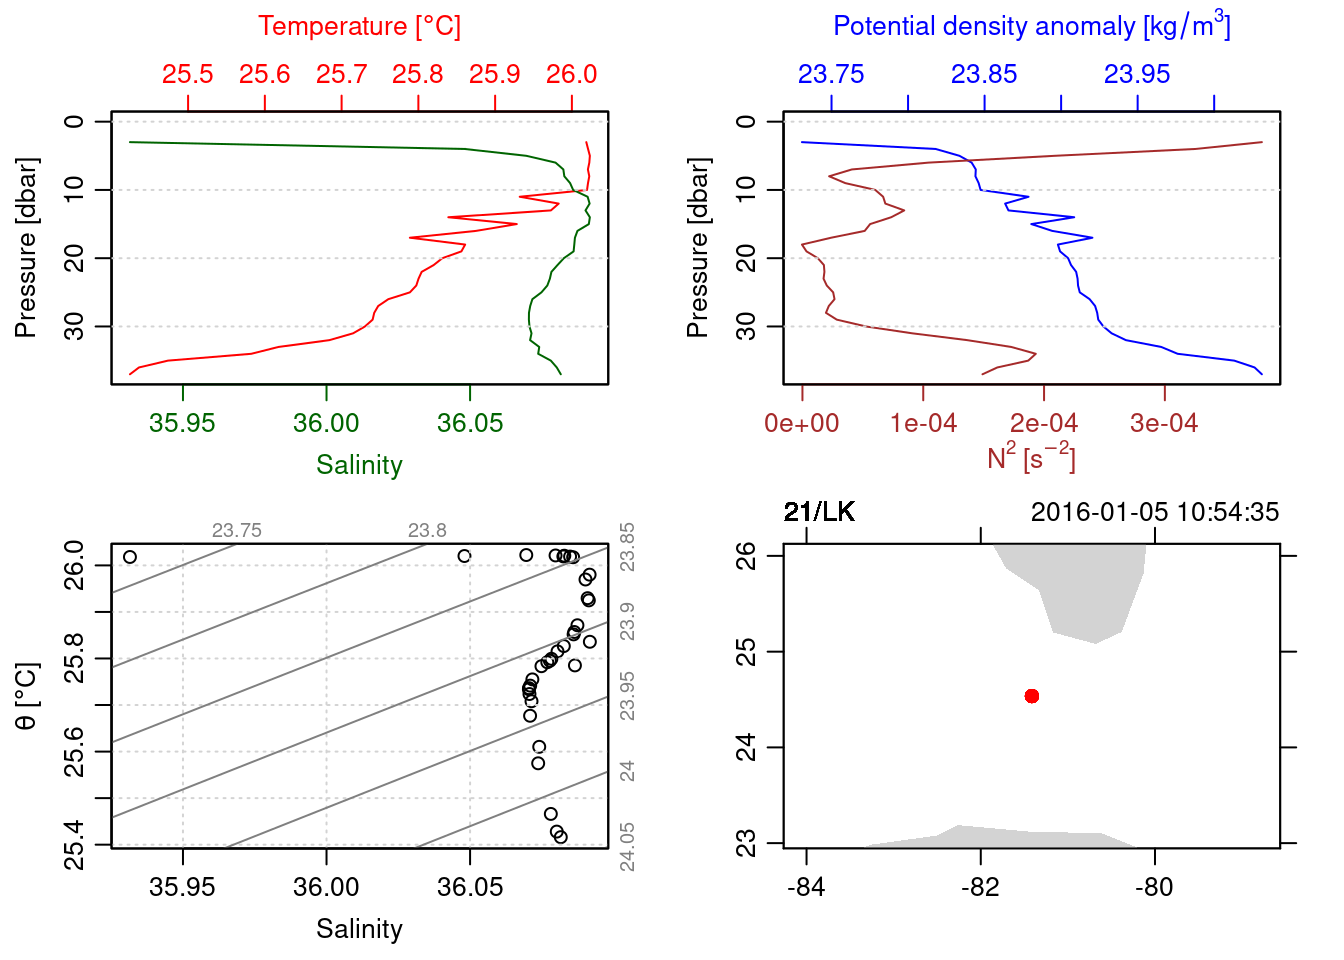 Temperature [°C]
25.5 25.6 25.7 25.8 25.9 26.0
Pressure [dbar]
0
10
20
30
35.95 36.00 36.05
Salinity
Potential density anomaly [kg/m³]
23.75 23.85 23.95
Pressure [dbar]
0
10
20
30
0e+00 1e-04 2e-04 3e-04
N² [s⁻²]
23.75 23.8 23.85
23.9
23.95
24
24.05
θ [°C]
26.0
25.8
25.6
25.4
35.95 36.00 36.05
Salinity
21/LK 2016-01-05 10:54:35
26
25
24
23
-84 -82 -80